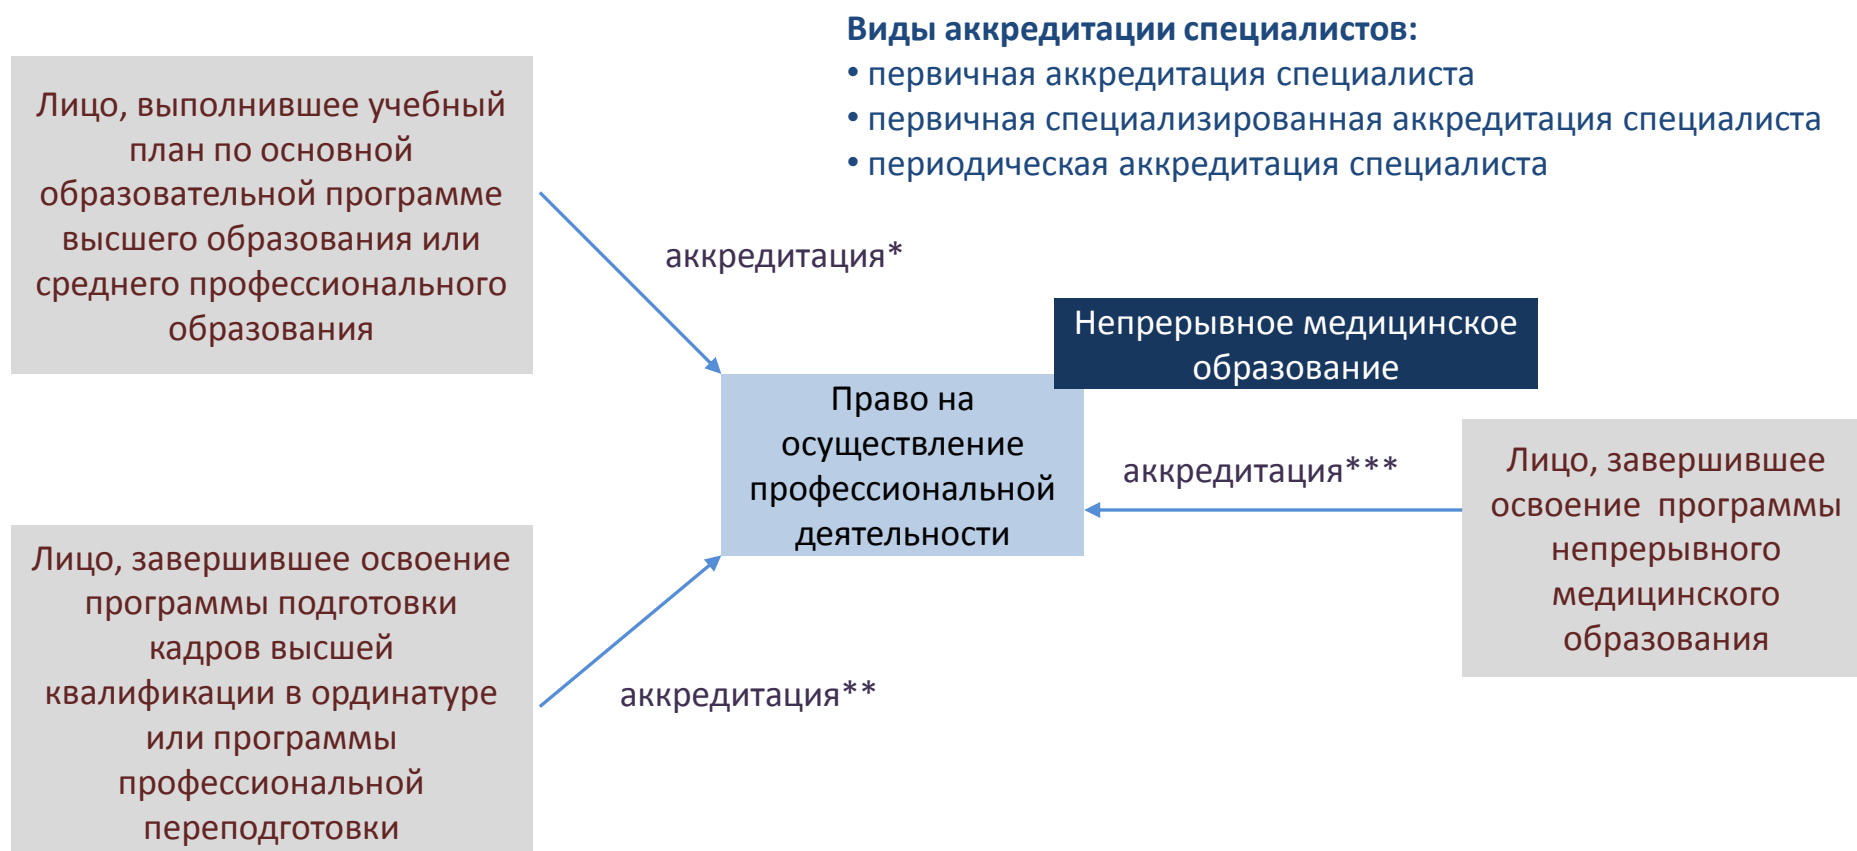 Виды аккредитации специалистов:
• первичная аккредитация специалиста
• первичная специализированная аккредитация специалиста
• периодическая аккредитация специалиста
Лицо, выполнившее учебный
план по основной
образовательной программе
высшего образования или
среднего профессионального
образования
аккредитация*
Непрерывное медицинское
образование
Право на
осуществление
профессиональной
деятельности
аккредитация***
Лицо, завершившее
освоение программы
непрерывного
медицинского
образования
Лицо, завершившее освоение
программы подготовки
кадров высшей
квалификации в ординатуре
или программы
профессиональной
переподготовки
аккредитация**